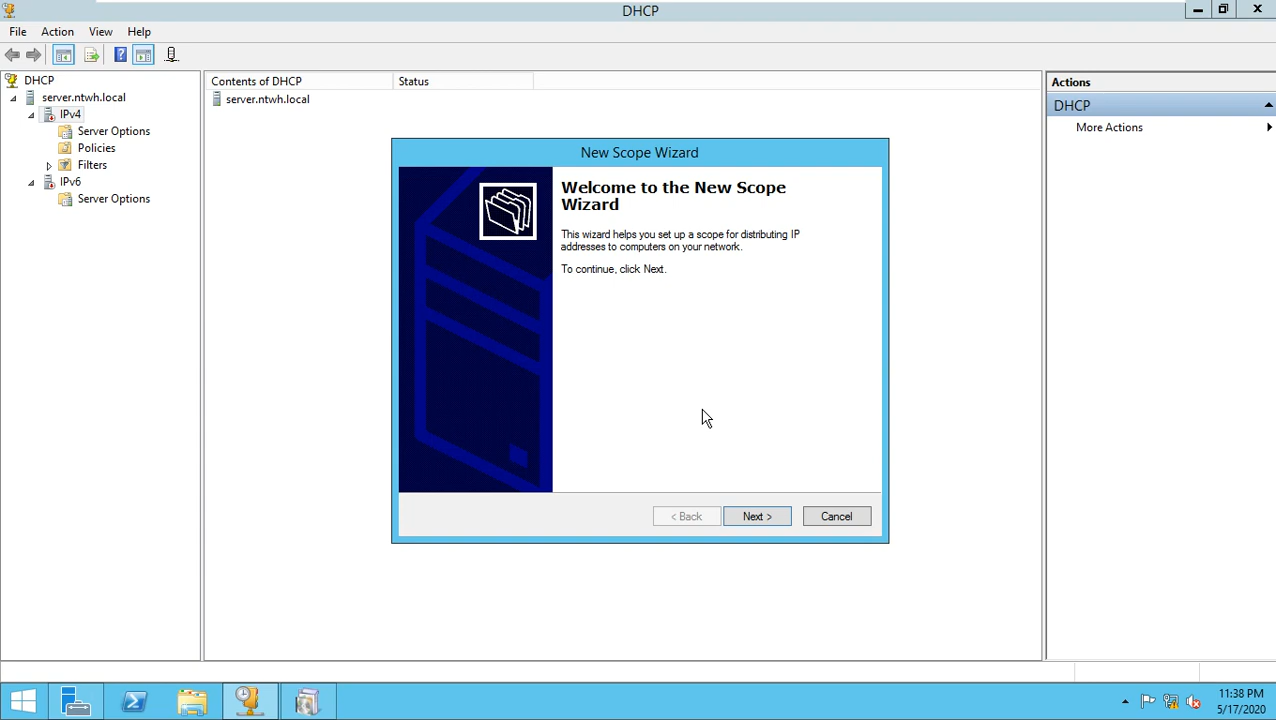 DHCP
File Action View Help
DHCP
server.ntwh.local
IPv4
Server Options
Policies
Filters
IPv6
Server Options
Contents of DHCP Status
server.ntwh.local
Actions
DHCP
More Actions
New Scope Wizard
Welcome to the New Scope
Wizard
This wizard helps you set up a scope for distributing IP
addresses to computers on your network.
To continue, click Next.
< Back Next > Cancel
11:38 PM
5/17/2020